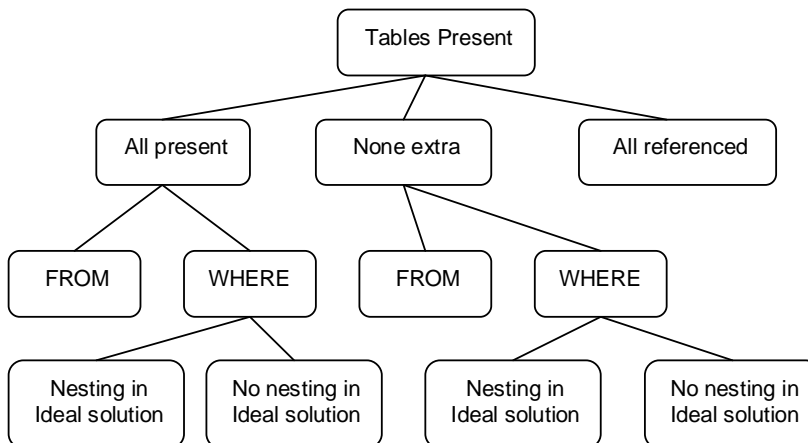 Tables Present
All present
None extra
All referenced
FROM
WHERE
FROM
WHERE
Nesting in
Ideal solution
No nesting in
Ideal solution
Nesting in
Ideal solution
No nesting in
Ideal solution